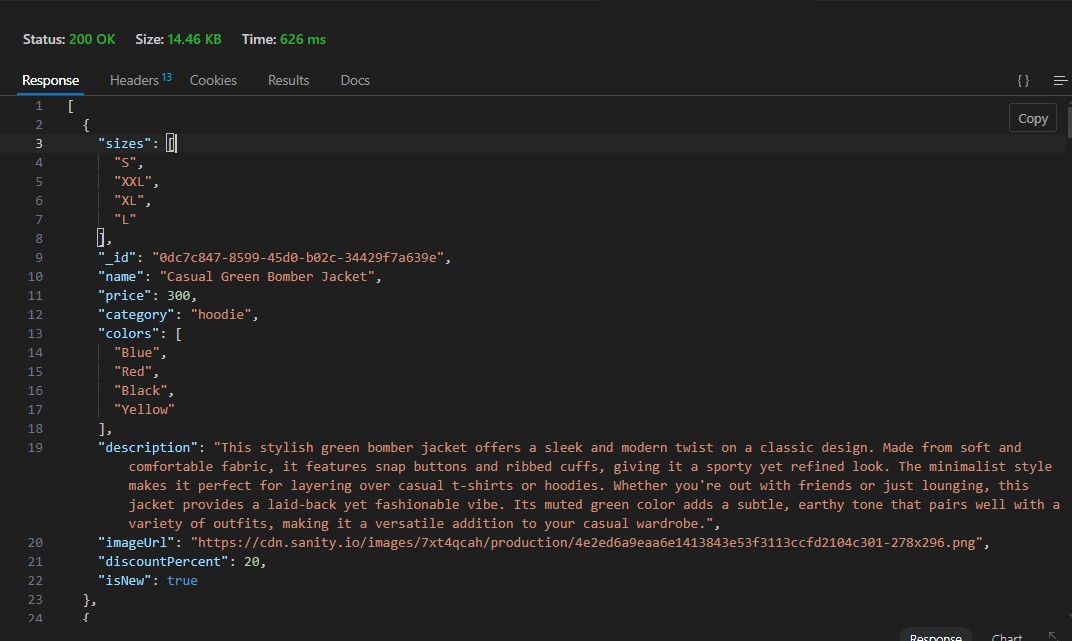 Status: 200 OK Size: 14.46 KB Time: 626 ms
Response Headers 13 Cookies Results Docs {}
1 [
Copy
2 {
3 "sizes": [
4 "S",
5 "XXL",
6 "XL",
7 "L"
8 ],
9 "_id": "0dc7c847-8599-45d0-b02c-34429f7a639e",
10 "name": "Casual Green Bomber Jacket",
11 "price": 300,
12 "category": "hoodie",
13 "colors": [
14 "Blue",
15 "Red",
16 "Black",
17 "Yellow"
18 ],
19 "description": "This stylish green bomber jacket offers a sleek and modern twist on a classic design. Made from soft and
comfortable fabric, it features snap buttons and ribbed cuffs, giving it a sporty yet refined look. The minimalist style
makes it perfect for layering over casual t-shirts or hoodies. Whether you're out with friends or just lounging, this
jacket provides a laid-back yet fashionable vibe. Its muted green color adds a subtle, earthy tone that pairs well with a
variety of outfits, making it a versatile addition to your casual wardrobe.",
20 "imageUrl": "https://cdn.sanity.io/images/7xt4qcah/production/4e2ed6a9eaa6e1413843e53f3113ccfd2104c301-278x296.png",
21 "discountPercent": 20,
22 "isNew": true
23 },
24 {
Response Chart